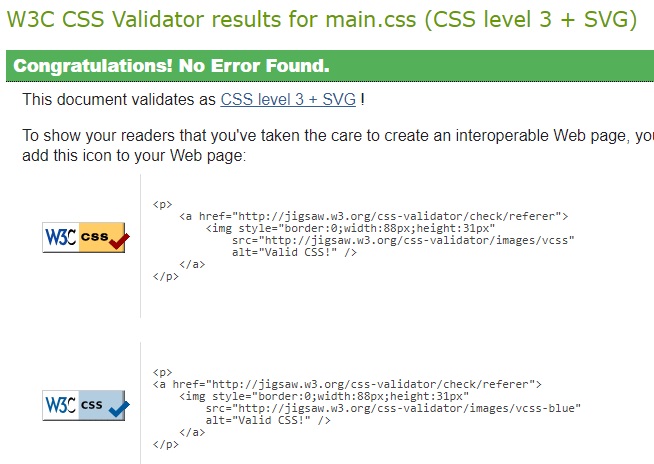 W3C CSS Validator results for main.css (CSS level 3 + SVG)
Congratulations! No Error Found.
This document validates as CSS level 3 + SVG !
To show your readers that you've taken the care to create an interoperable Web page, you
add this icon to your Web page:
W3C css
<p>
<a href="http://jigsaw.w3.org/css-validator/check/referer">
<img style="border:0;width:88px;height:31px"
src="http://jigsaw.w3.org/css-validator/images/vcss"
alt="Valid CSS!" />
</a>
</p>
W3C css
<p>
<a href="http://jigsaw.w3.org/css-validator/check/referer">
<img style="border:0;width:88px;height:31px"
src="http://jigsaw.w3.org/css-validator/images/vcss-blue"
alt="Valid CSS!" />
</a>
</p>